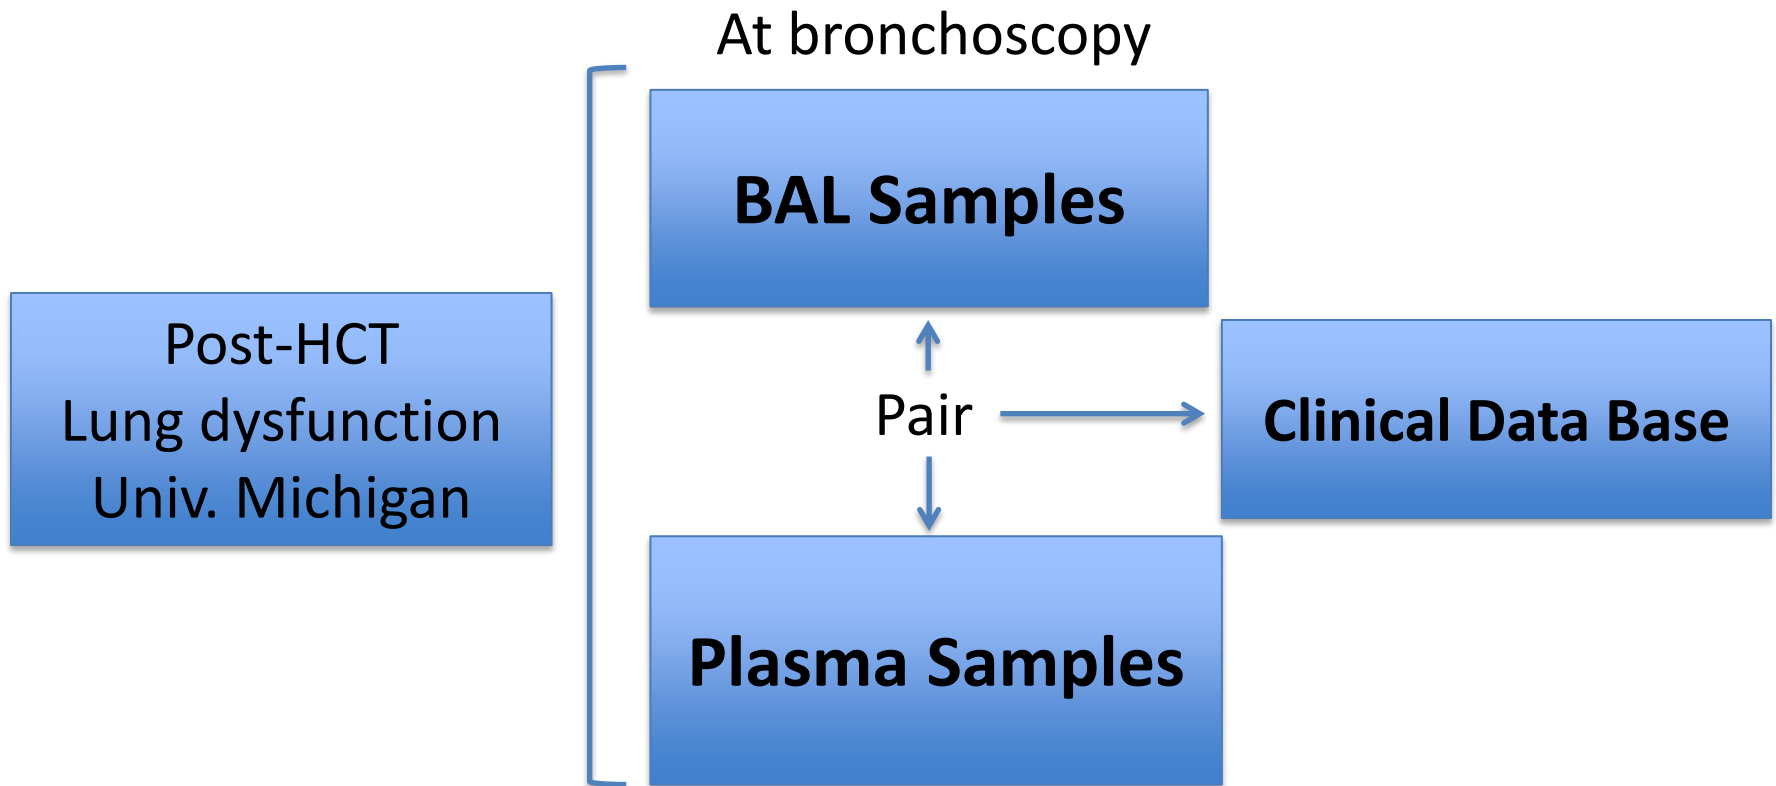 At bronchoscopy
BAL Samples
Post-HCT
Lung dysfunction
Univ. Michigan
Pair
Clinical Data Base
Plasma Samples